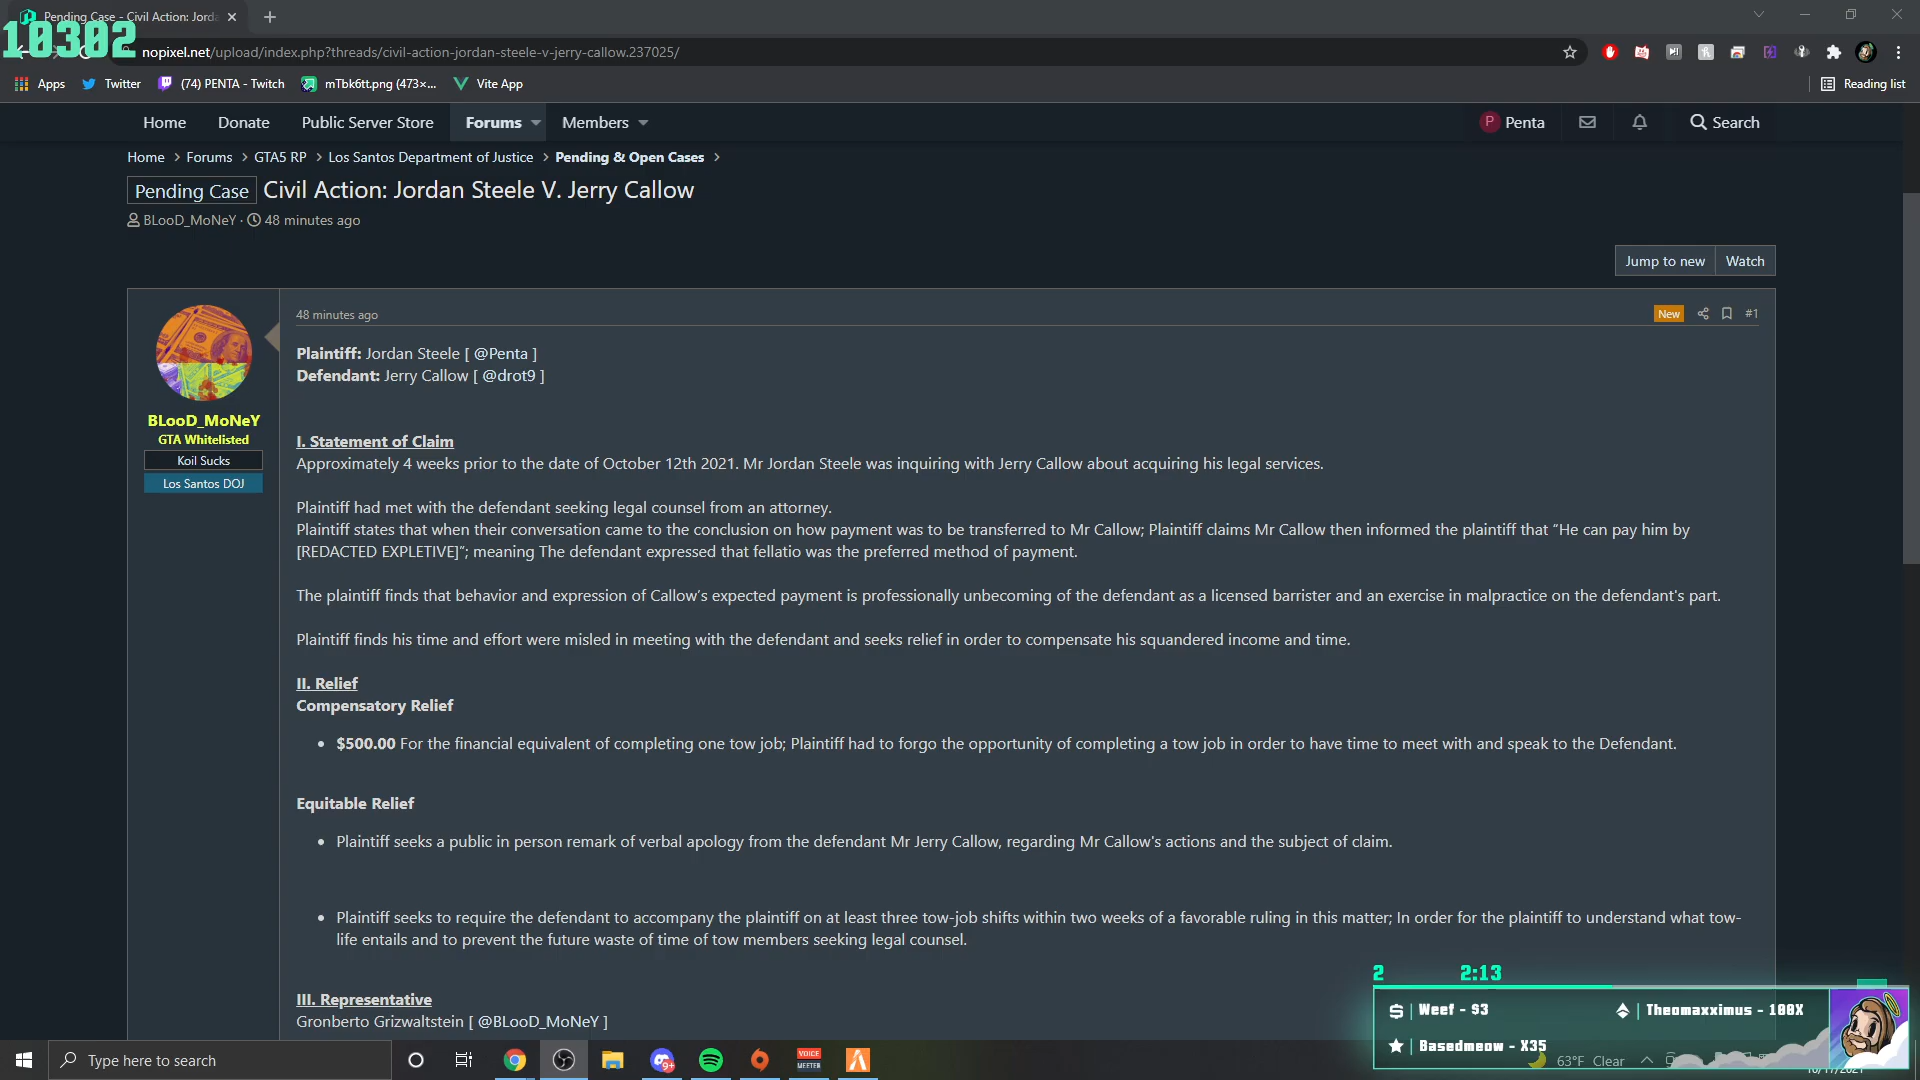 Pending Case - Civil Action: Jorda
10302
nopixel.net/upload/index.php?threads/civil-action-jordan-steele-v-jerry-callow.237025/
Apps
Twitter
(74) PENTA - Twitch
mTbk6tt.png (473×...
Vite App
Reading list
Home
Donate
Public Server Store
Forums
Members
P
Penta
Search
Home > Forums > GTA5 RP > Los Santos Department of Justice > Pending & Open Cases >
Pending Case Civil Action: Jordan Steele V. Jerry Callow
BLooD_MoNeY · 48 minutes ago
Jump to new
Watch
BLooD_MoNeY
GTA Whitelisted
Koil Sucks
Los Santos DOJ
48 minutes ago
New
#1
Plaintiff: Jordan Steele [ @Penta ]
Defendant: Jerry Callow [ @drot9 ]
I. Statement of Claim
Approximately 4 weeks prior to the date of October 12th 2021. Mr Jordan Steele was inquiring with Jerry Callow about acquiring his legal services.
Plaintiff had met with the defendant seeking legal counsel from an attorney.
Plaintiff states that when their conversation came to the conclusion on how payment was to be transferred to Mr Callow; Plaintiff claims Mr Callow then informed the plaintiff that “He can pay him by
[REDACTED EXPLETIVE]”; meaning The defendant expressed that fellatio was the preferred method of payment.
The plaintiff finds that behavior and expression of Callow’s expected payment is professionally unbecoming of the defendant as a licensed barrister and an exercise in malpractice on the defendant's part.
Plaintiff finds his time and effort were misled in meeting with the defendant and seeks relief in order to compensate his squandered income and time.
II. Relief
Compensatory Relief
• $500.00 For the financial equivalent of completing one tow job; Plaintiff had to forgo the opportunity of completing a tow job in order to have time to meet with and speak to the Defendant.
Equitable Relief
• Plaintiff seeks a public in person remark of verbal apology from the defendant Mr Jerry Callow, regarding Mr Callow's actions and the subject of claim.
• Plaintiff seeks to require the defendant to accompany the plaintiff on at least three tow-job shifts within two weeks of a favorable ruling in this matter; In order for the plaintiff to understand what tow-
life entails and to prevent the future waste of time of tow members seeking legal counsel.
III. Representative
Gronberto Grizwaltstein [ @BLooD_MoNeY ]
2
2:13
Weef - $3
Theomaxximus - 100X
Basedmeow - X35
Type here to search
9+
VOICE
MEETER
63°F Clear